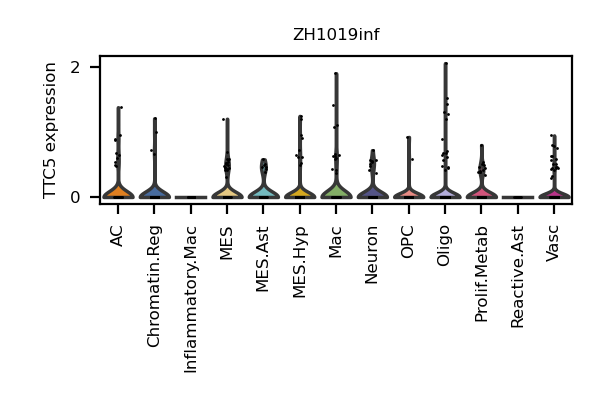 ZH1019inf
TTC5 expression
2
0
AC
Chromatin.Reg
Inflammatory.Mac
MES
MES.Ast
MES.Hyp
Mac
Neuron
OPC
Oligo
Prolif.Metab
Reactive.Ast
Vasc